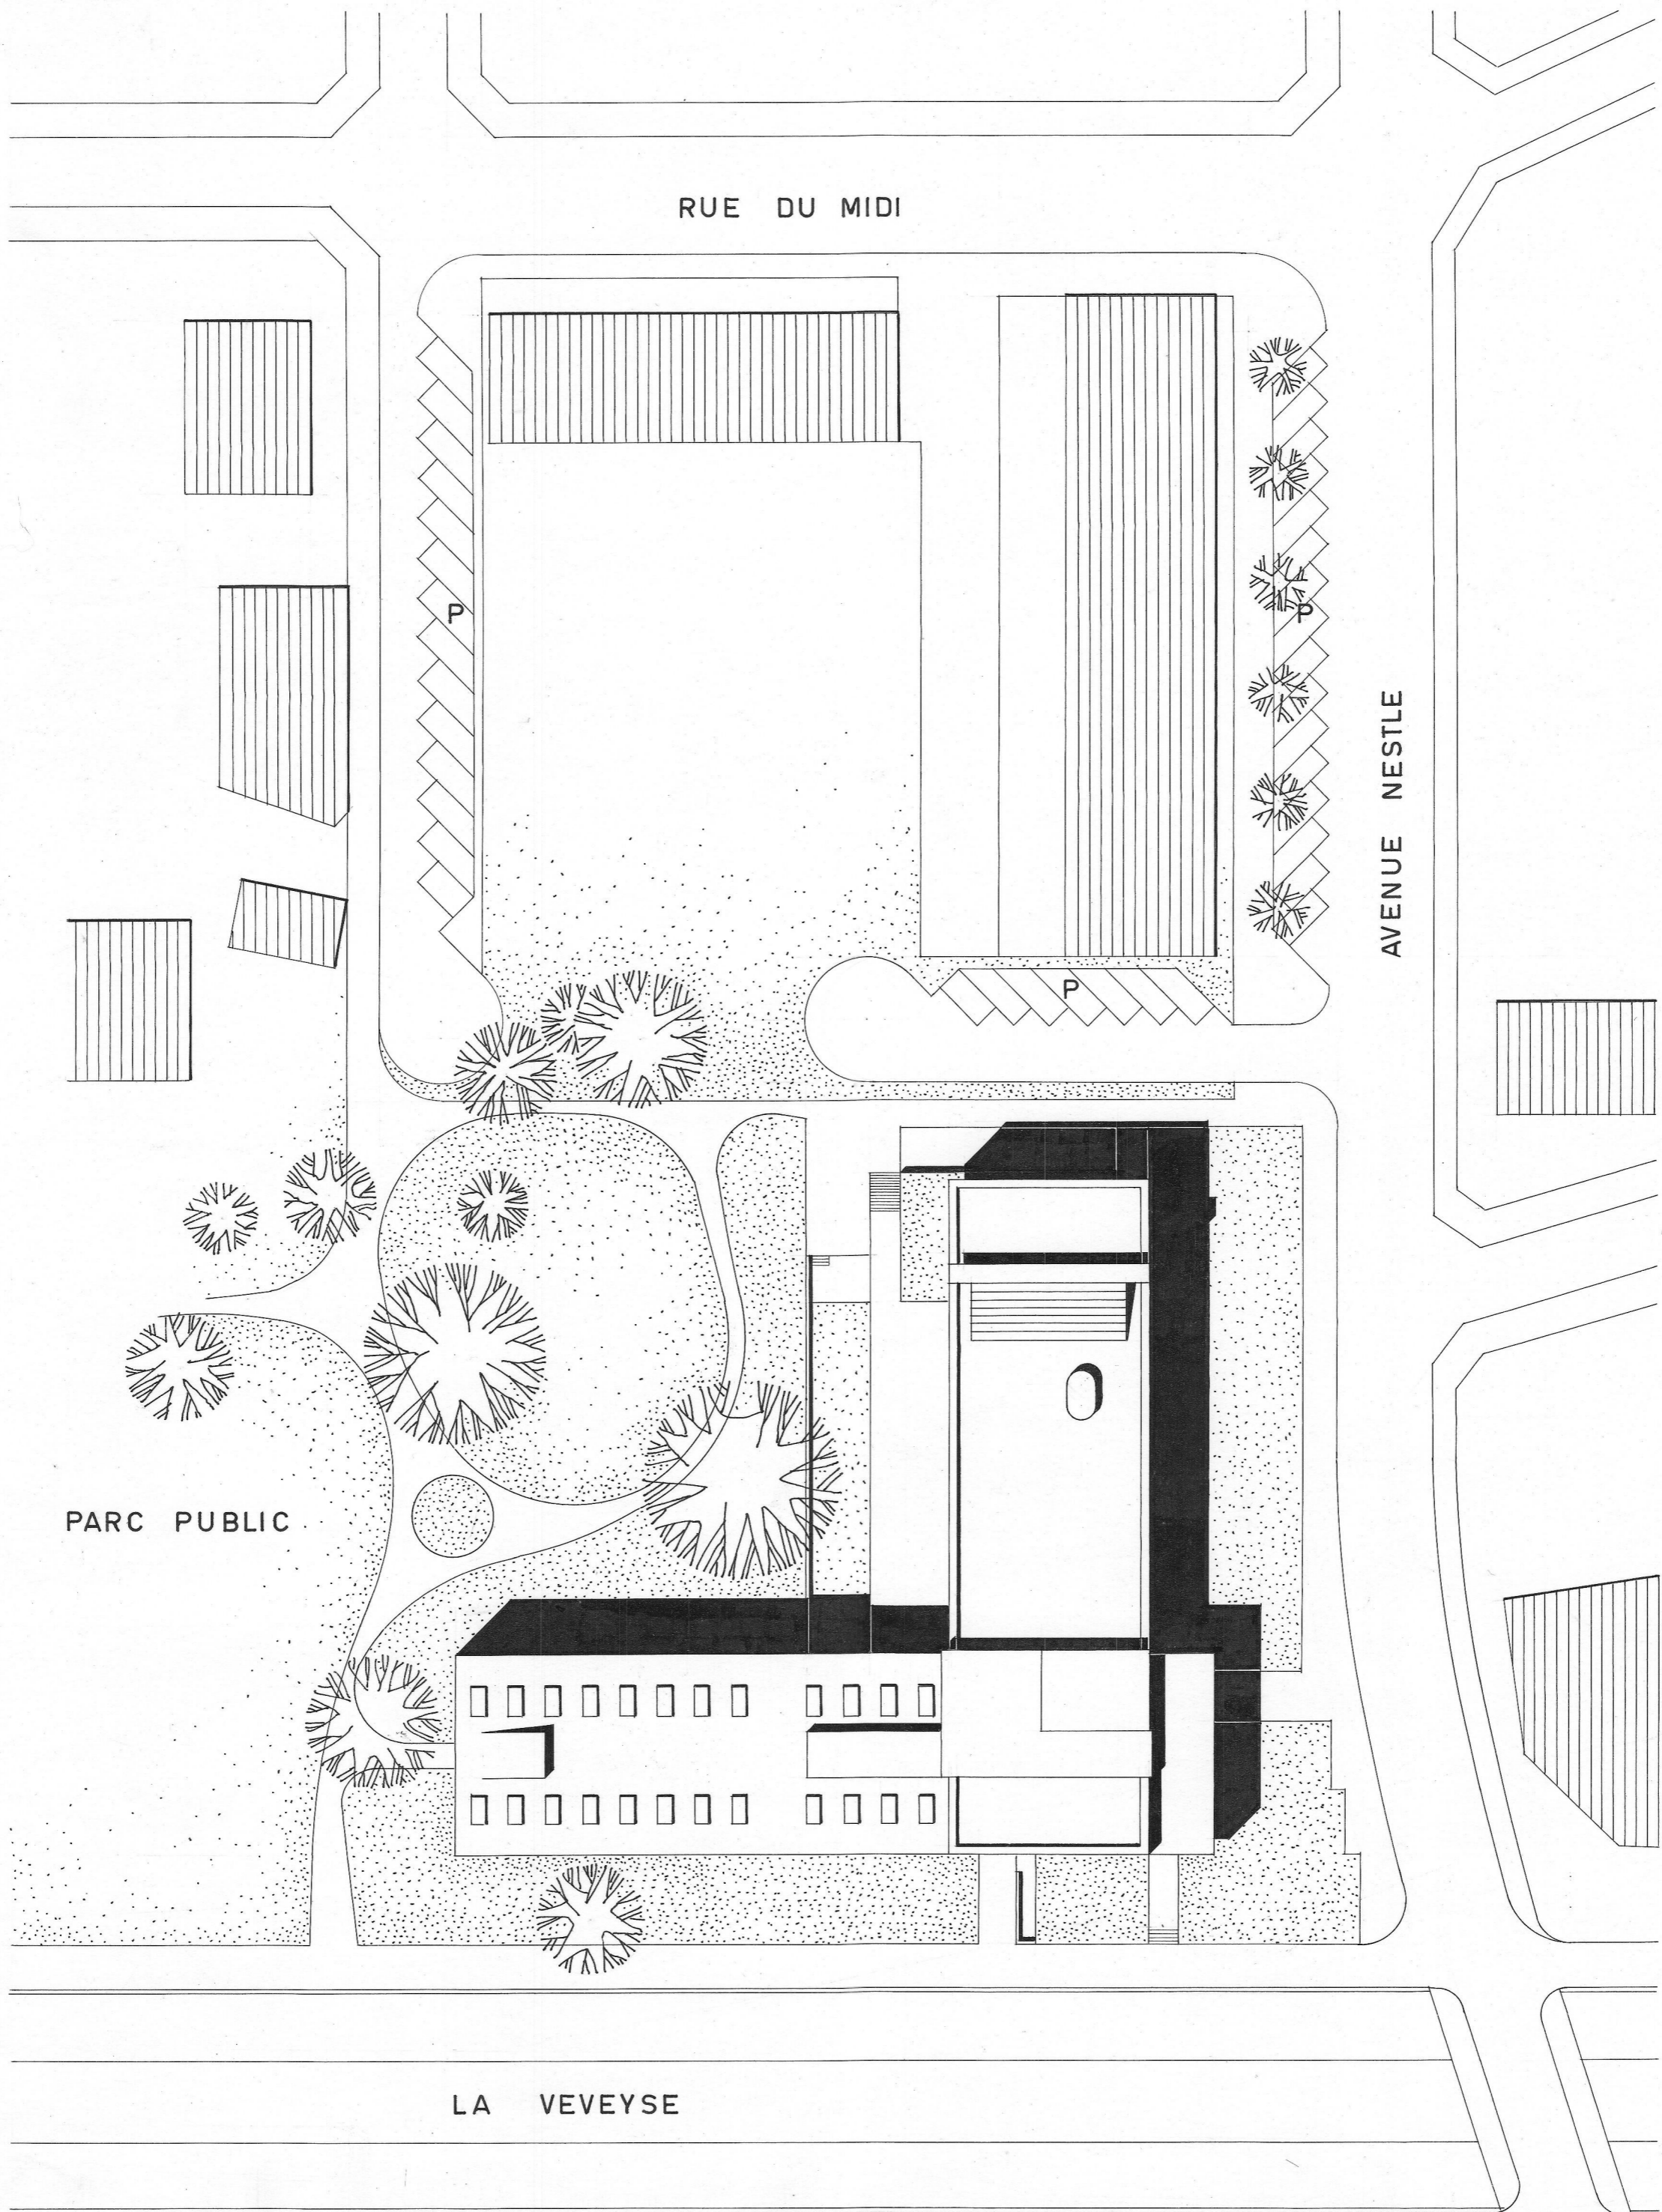 RUE DU MIDI
P
P
AVENUE NESTLE
P
PARC PUBLIC
LA VEVEYSE